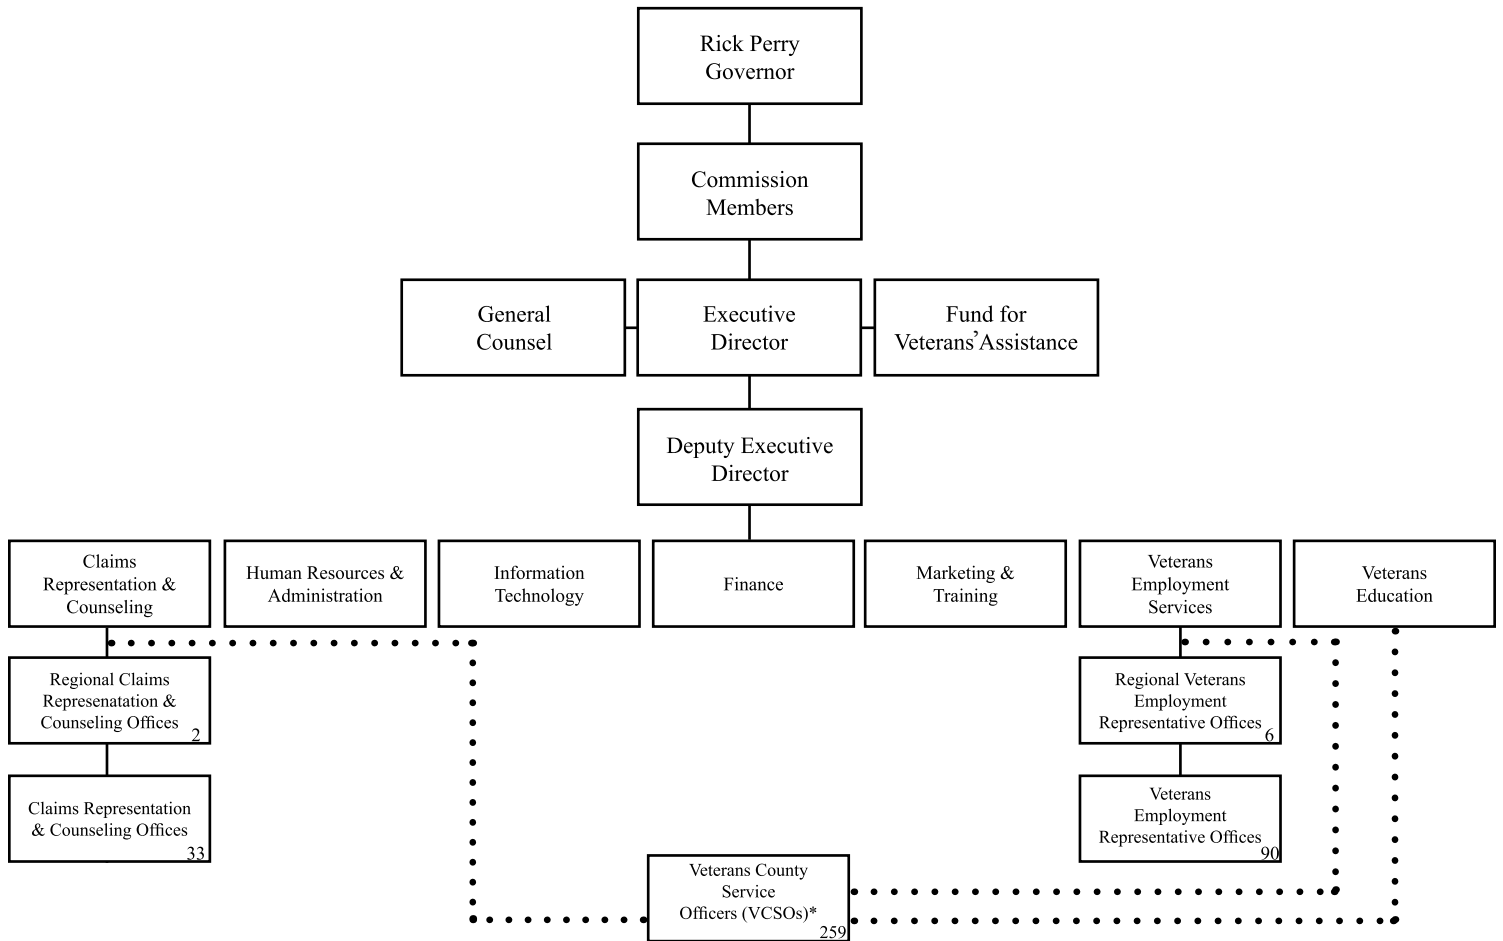 Rick Perry
Governor
Commission
Members
General
Counsel
Executive
Director
Fund for
Veterans’Assistance
Deputy Executive
Director
Claims
Representation &
Counseling
Human Resources &
Administration
Information
Technology
Finance
Marketing &
Training
Veterans
Employment
Services
Veterans
Education
Regional Claims
Represenatation &
Counseling Offices
2
Regional Veterans
Employment
Representative Offices
6
Claims Representation
& Counseling Offices
33
Veterans
Employment
Representative Offices
90
Veterans County
Service
Officers (VCSOs)*
259